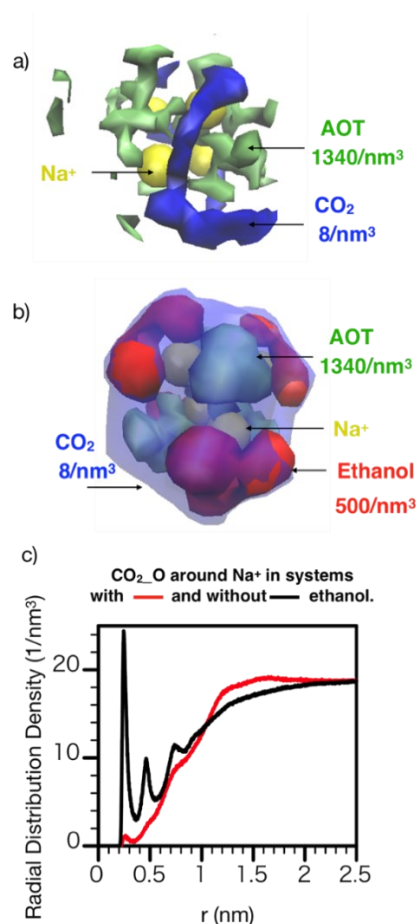 a)
AOT
1340/nm³
Na⁺
CO₂
8/nm³
b)
AOT
1340/nm³
Na⁺
CO₂
8/nm³
Ethanol
500/nm³
c)
CO₂_O around Na⁺ in systems
with and without ethanol.
Radial Distribution Density (1/nm³)
20
10
0
0 0.5 1 1.5 2 2.5
r (nm)